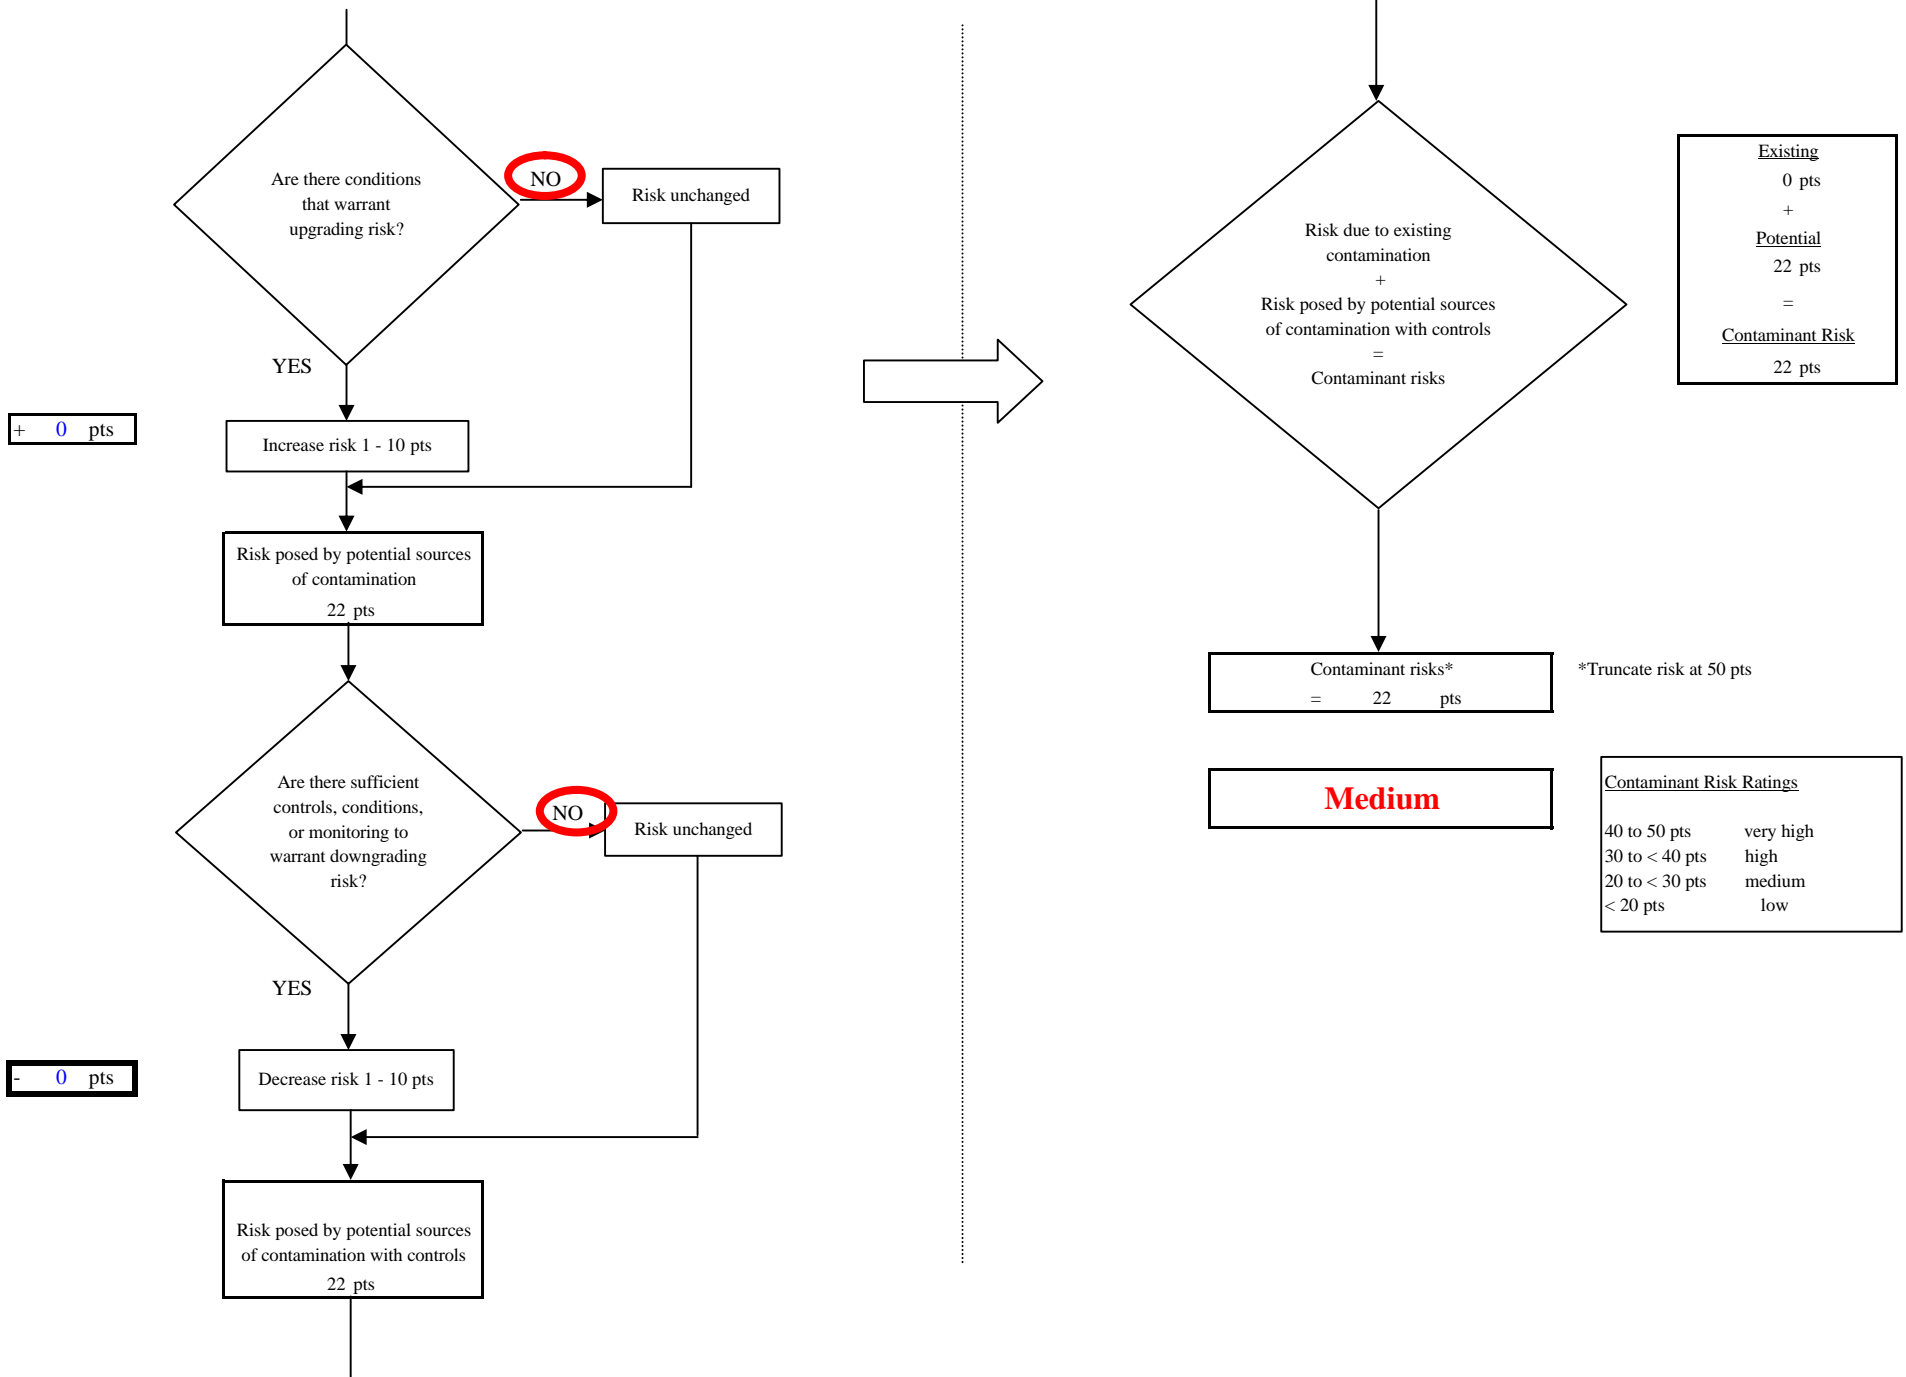 Are there conditions
that warrant
upgrading risk?
NO
Risk unchanged
YES
+ 0 pts
Increase risk 1 - 10 pts
Risk posed by potential sources
of contamination
22 pts
Are there sufficient
controls, conditions,
or monitoring to
warrant downgrading
risk?
NO
Risk unchanged
YES
- 0 pts
Decrease risk 1 - 10 pts
Risk posed by potential sources
of contamination with controls
22 pts
Risk due to existing
contamination
+
Risk posed by potential sources
of contamination with controls
=
Contaminant risks
Existing
0 pts
+
Potential
22 pts
=
Contaminant Risk
22 pts
Contaminant risks*
= 22 pts
*Truncate risk at 50 pts
Medium
Contaminant Risk Ratings
40 to 50 pts very high
30 to < 40 pts high
20 to < 30 pts medium
< 20 pts low